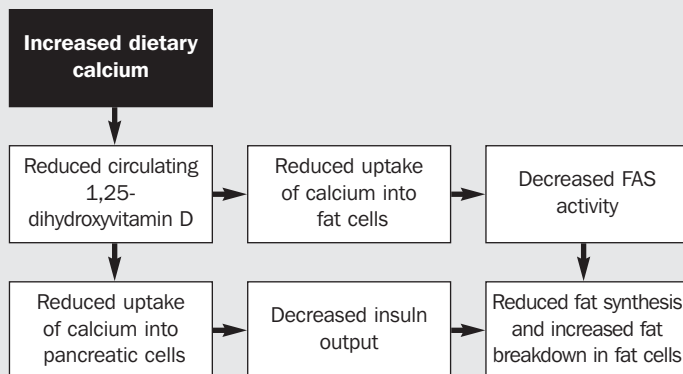 Increased dietary
calcium
Reduced circulating
1,25-
dihydroxyvitamin D
Reduced uptake
of calcium into
fat cells
Decreased FAS
activity
Reduced uptake
of calcium into
pancreatic cells
Decreased insuln
output
Reduced fat synthesis
and increased fat
breakdown in fat cells